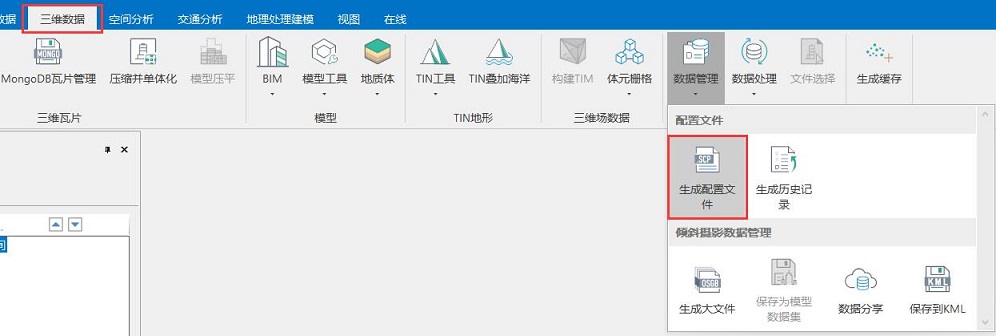 数据 三维数据 空间分析 交通分析 地理处理建模 视图 在线
MongoDB瓦片管理 压缩并单体化 模型压平 BIM 模型工具 地质体 TIN工具 TIN叠加海洋 构建TIM 体元栅格 数据管理 数据处理 文件选择 生成缓存
三维瓦片 模型 TIN地形 三维场数据
配置文件
SCP
生成配置文
件
生成历史记
录
倾斜摄影数据管理
OSGB KML
生成大文件 保存为模型
数据集 数据分享 保存到KML